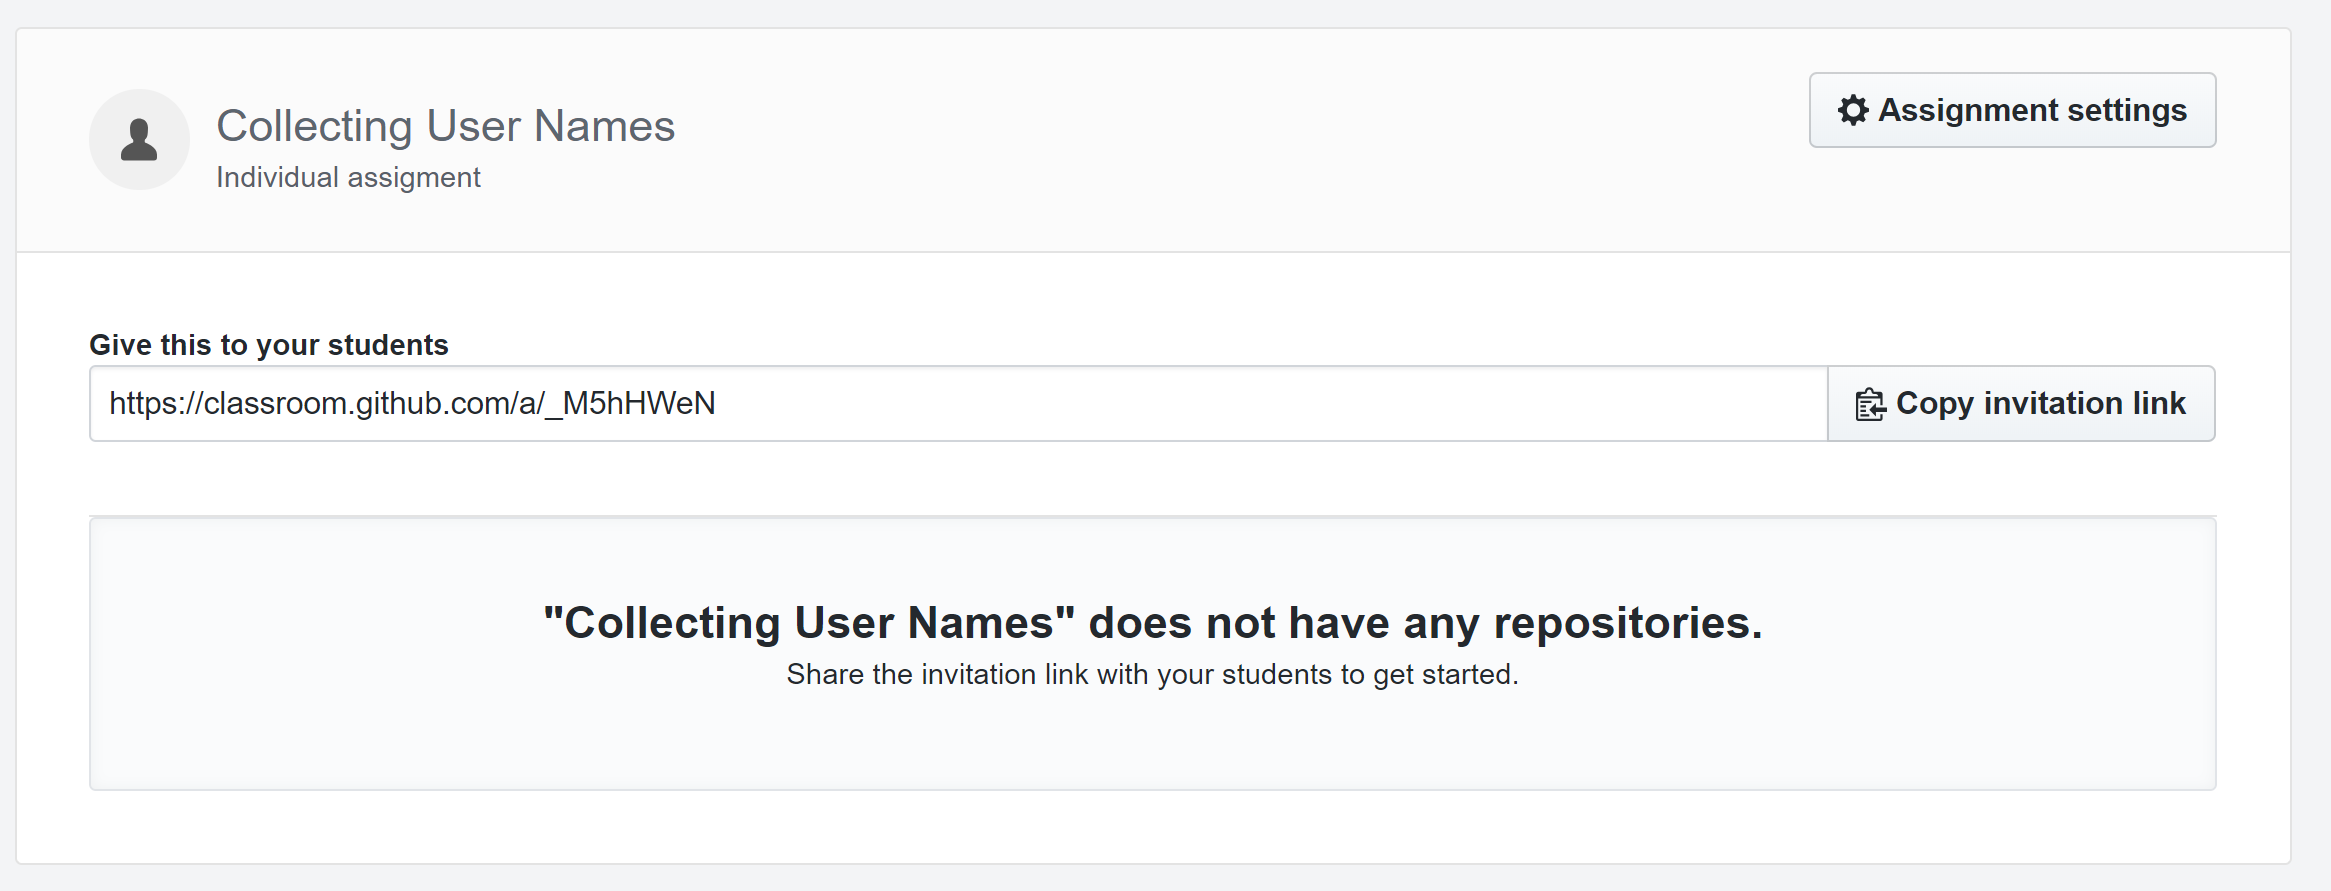 Collecting User Names
Individual assigment
Assignment settings
Give this to your students
https://classroom.github.com/a/_M5hHWeN
Copy invitation link
"Collecting User Names" does not have any repositories.
Share the invitation link with your students to get started.